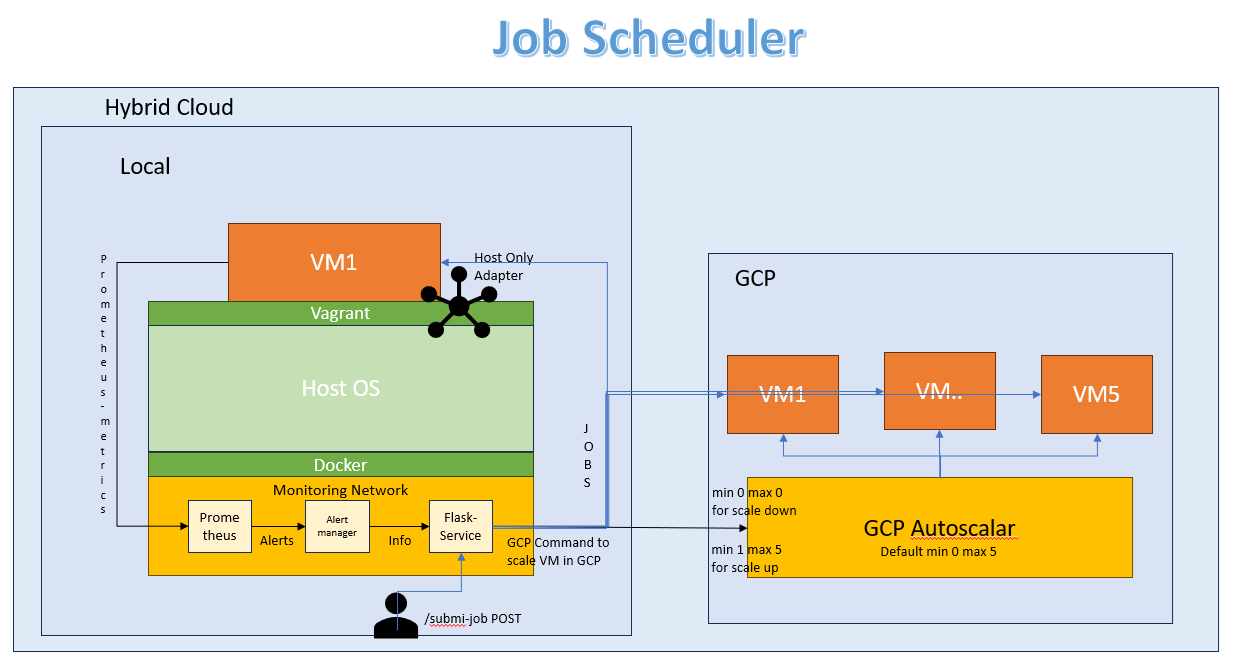 Job Scheduler
Hybrid Cloud
Local
VM1
Host Only
Adapter
Prometheus-metrics
Vagrant
Host OS
Docker
Monitoring Network
Prome
theus
Alerts
Alert
manager
Info
Flask-
Service
JOBS
GCP Command to
scale VM in GCP
/submi-job POST
GCP
VM1
VM..
VM5
min 0 max 0
for scale down
min 1 max 5
for scale up
GCP Autoscalar
Default min 0 max 5